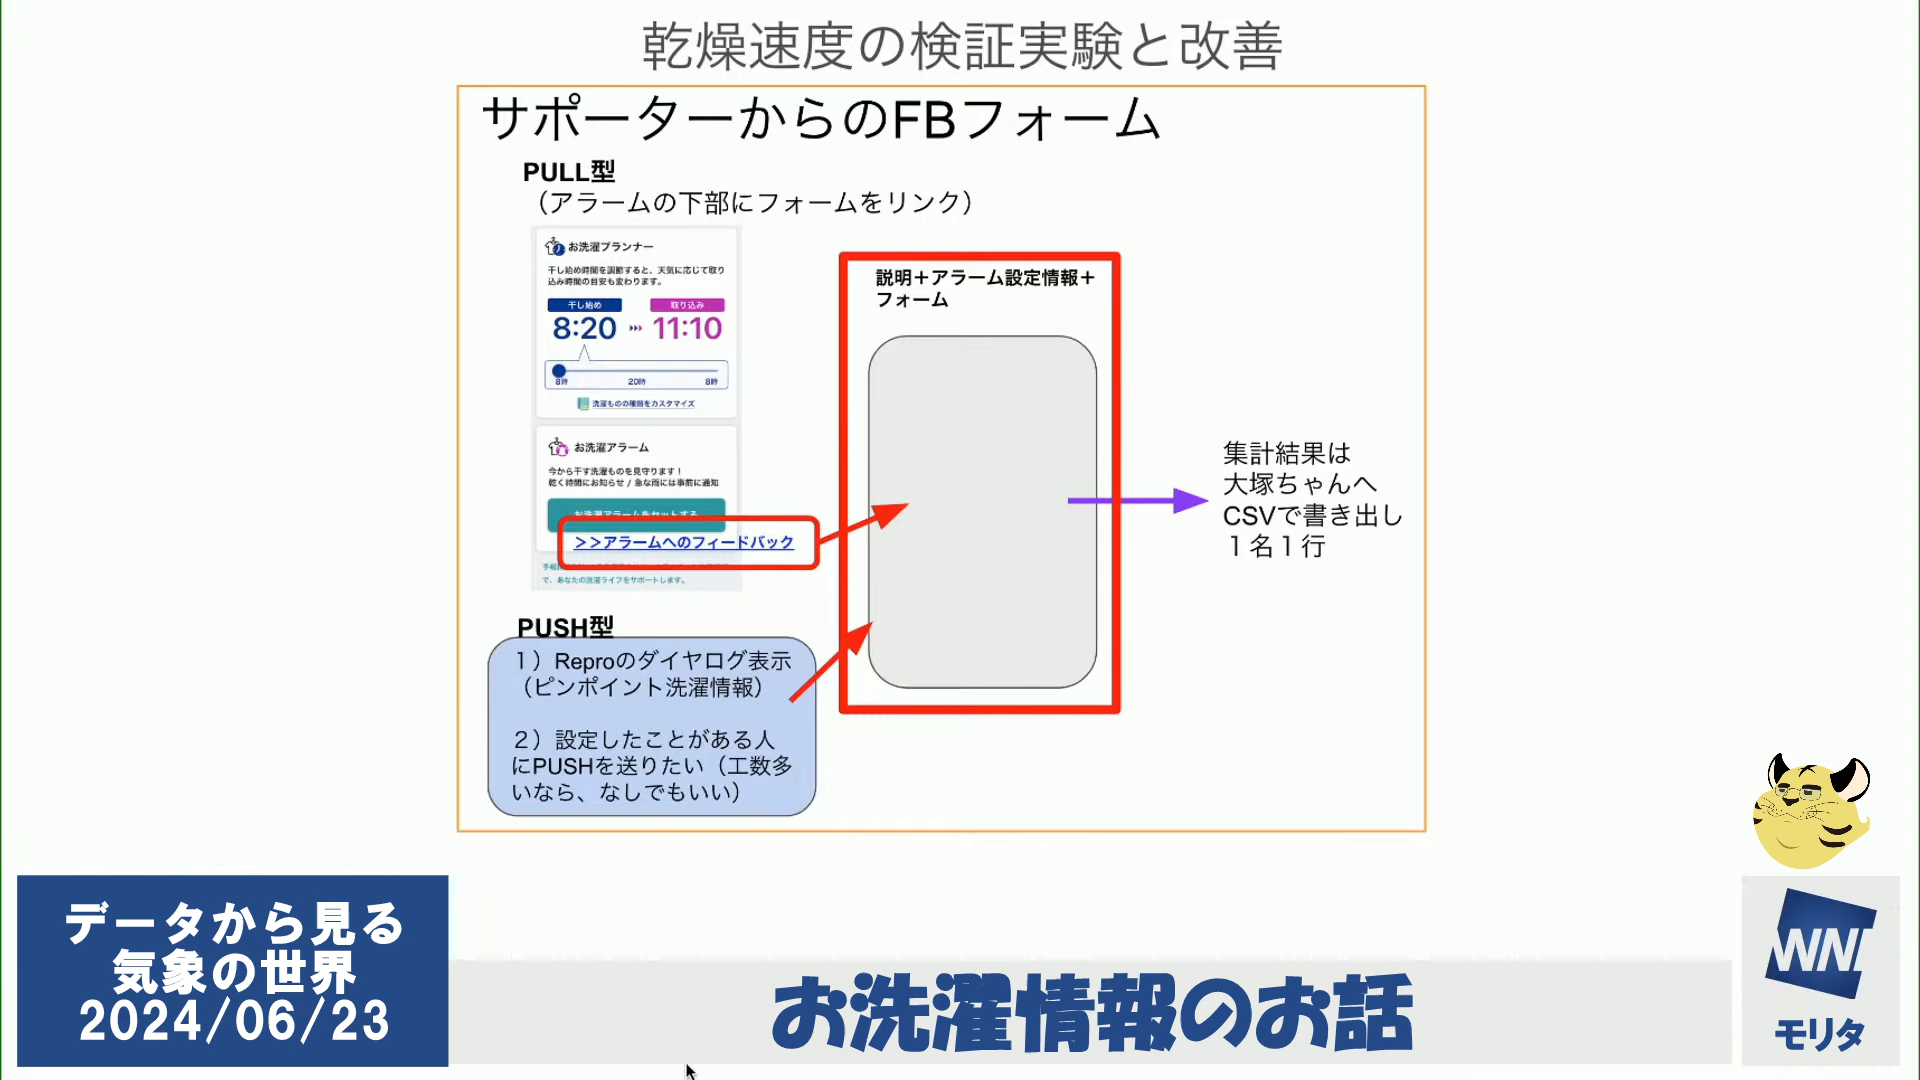 乾燥速度の検証実験と改善
サポーターからのFBフォーム
PULL型
（アラームの下部にフォームをリンク）
お洗濯プランナー
干し始め時間を調節すると、天気に応じて取り
込み時間の目安も変わります。
干し始め
取り込み
8:20
11:10
8時
20時
8時
洗濯ものの種類をカスタマイズ
お洗濯アラーム
今から干す洗濯ものを見守ります！
乾く時間にお知らせ / 急な雨には事前に通知
お洗濯アラームをセットする
>>アラームへのフィードバック
で、あなたの洗濯ライフをサポートします。
説明＋アラーム設定情報＋
フォーム
集計結果は
大塚ちゃんへ
CSVで書き出し
１名１行
PUSH型
１）Reproのダイヤログ表示
（ピンポイント洗濯情報）
２）設定したことがある人
にPUSHを送りたい（工数多
いなら、なしでもいい）
データから見る
気象の世界
2024/06/23
お洗濯情報のお話
WNI
モリタ